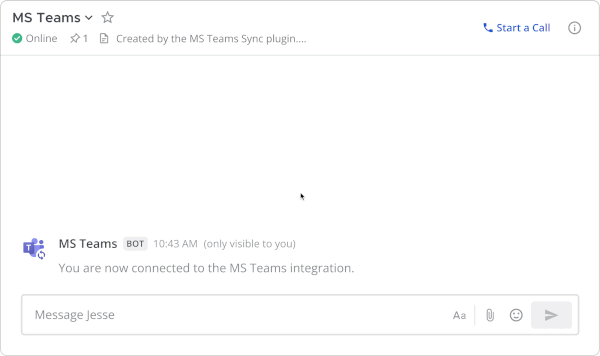 MS Teams
Online 1 Created by the MS Teams Sync plugin....
Start a Call
MS Teams BOT 10:43 AM (only visible to you)
You are now connected to the MS Teams integration.
Message Jesse
Aa